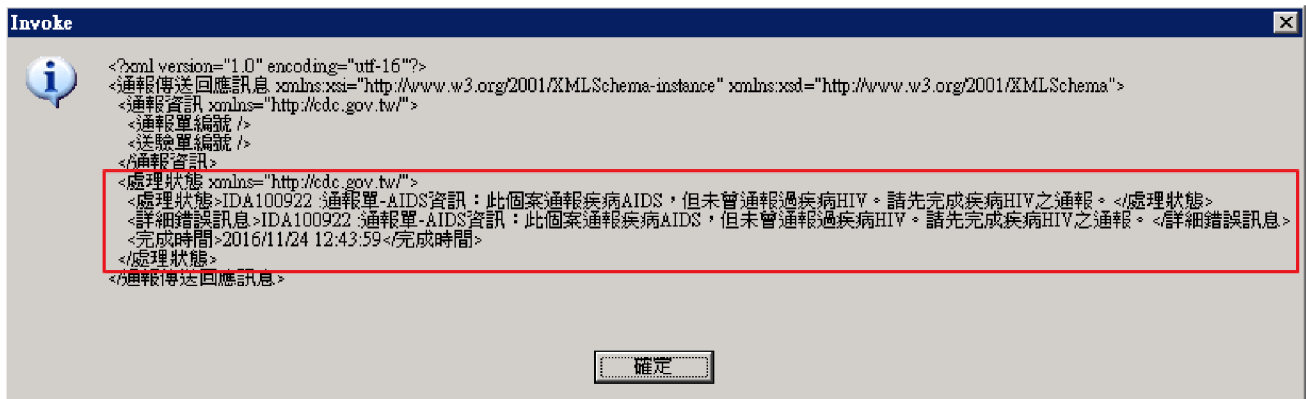 Invoke
<?xml version="1.0" encoding="utf-16"?>
<通報傳送回應訊息 xmlns:xsi="http://www.w3.org/2001/XMLSchema-instance" xmlns:xsd="http://www.w3.org/2001/XMLSchema">
<通報資訊 xmlns="http://cdc.gov.tw/">
<通報單編號 />
<送驗單編號 />
</通報資訊>
<處理狀態 xmlns="http://cdc.gov.tw/">
<處理狀態>IDA100922 :通報單-AIDS資訊：此個案通報疾病AIDS，但未曾通報過疾病HIV。請先完成疾病HIV之通報。</處理狀態>
<詳細錯誤訊息>IDA100922 :通報單-AIDS資訊：此個案通報疾病AIDS，但未曾通報過疾病HIV。請先完成疾病HIV之通報。</詳細錯誤訊息>
<完成時間>2016/11/24 12:43:59</完成時間>
</處理狀態>
</通報傳送回應訊息>
確定